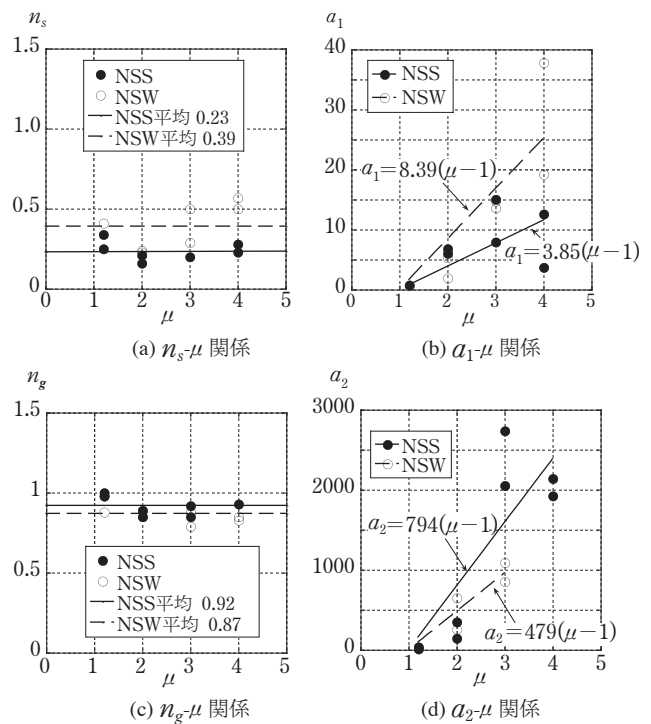 n_s
1.5
1.0
0.5
0
NSS
NSW
NSS平均 0.23
NSW平均 0.39
0 1 2 3 4 5
μ
(a) n_s-μ 関係
a_1
40
35
30
25
20
15
10
5
0
NSS
NSW
a_1=8.39(μ−1)
a_1=3.85(μ−1)
0 1 2 3 4 5
μ
(b) a_1-μ 関係
n_g
1.5
1
0.5
0
NSS
NSW
NSS平均 0.92
NSW平均 0.87
0 1 2 3 4 5
μ
(c) n_g-μ 関係
a_2
3000
2000
1000
0
NSS
NSW
a_2=794(μ−1)
a_2=479(μ−1)
0 1 2 3 4 5
μ
(d) a_2-μ 関係